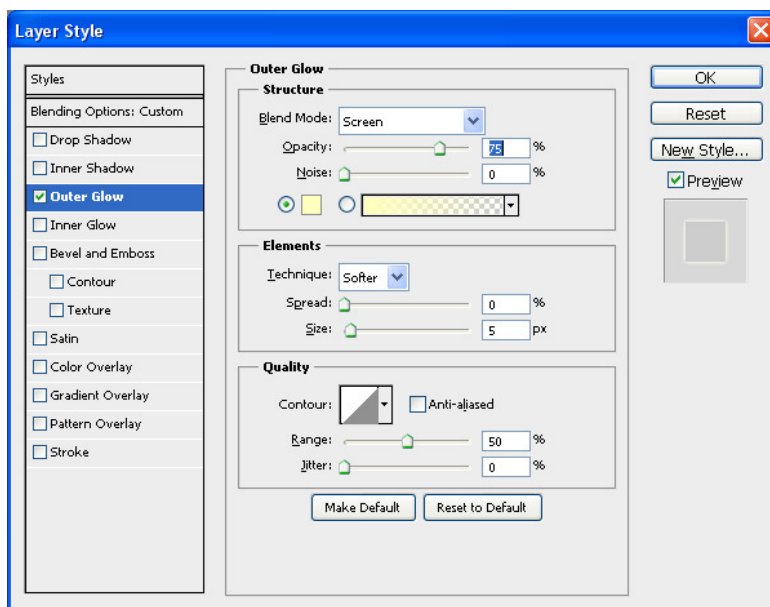 Layer Style
Styles
Blending Options: Custom
Drop Shadow
Inner Shadow
Outer Glow
Inner Glow
Bevel and Emboss
Contour
Texture
Satin
Color Overlay
Gradient Overlay
Pattern Overlay
Stroke
Outer Glow
Structure
Blend Mode: Screen
Opacity: 75 %
Noise: 0 %
Elements
Technique: Softer
Spread: 0 %
Size: 5 px
Quality
Contour: Anti-aliased
Range: 50 %
Jitter: 0 %
Make Default Reset to Default
OK
Reset
New Style...
Preview